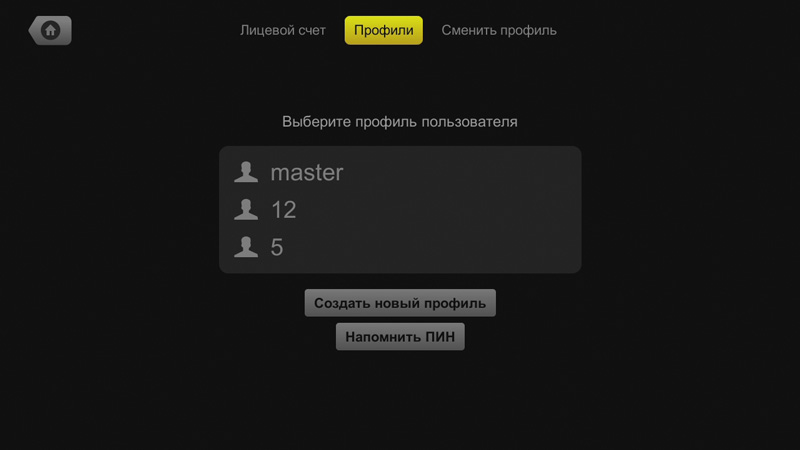 Лицевой счет Профили Сменить профиль
Выберите профиль пользователя
master
12
5
Создать новый профиль
Напомнить ПИН